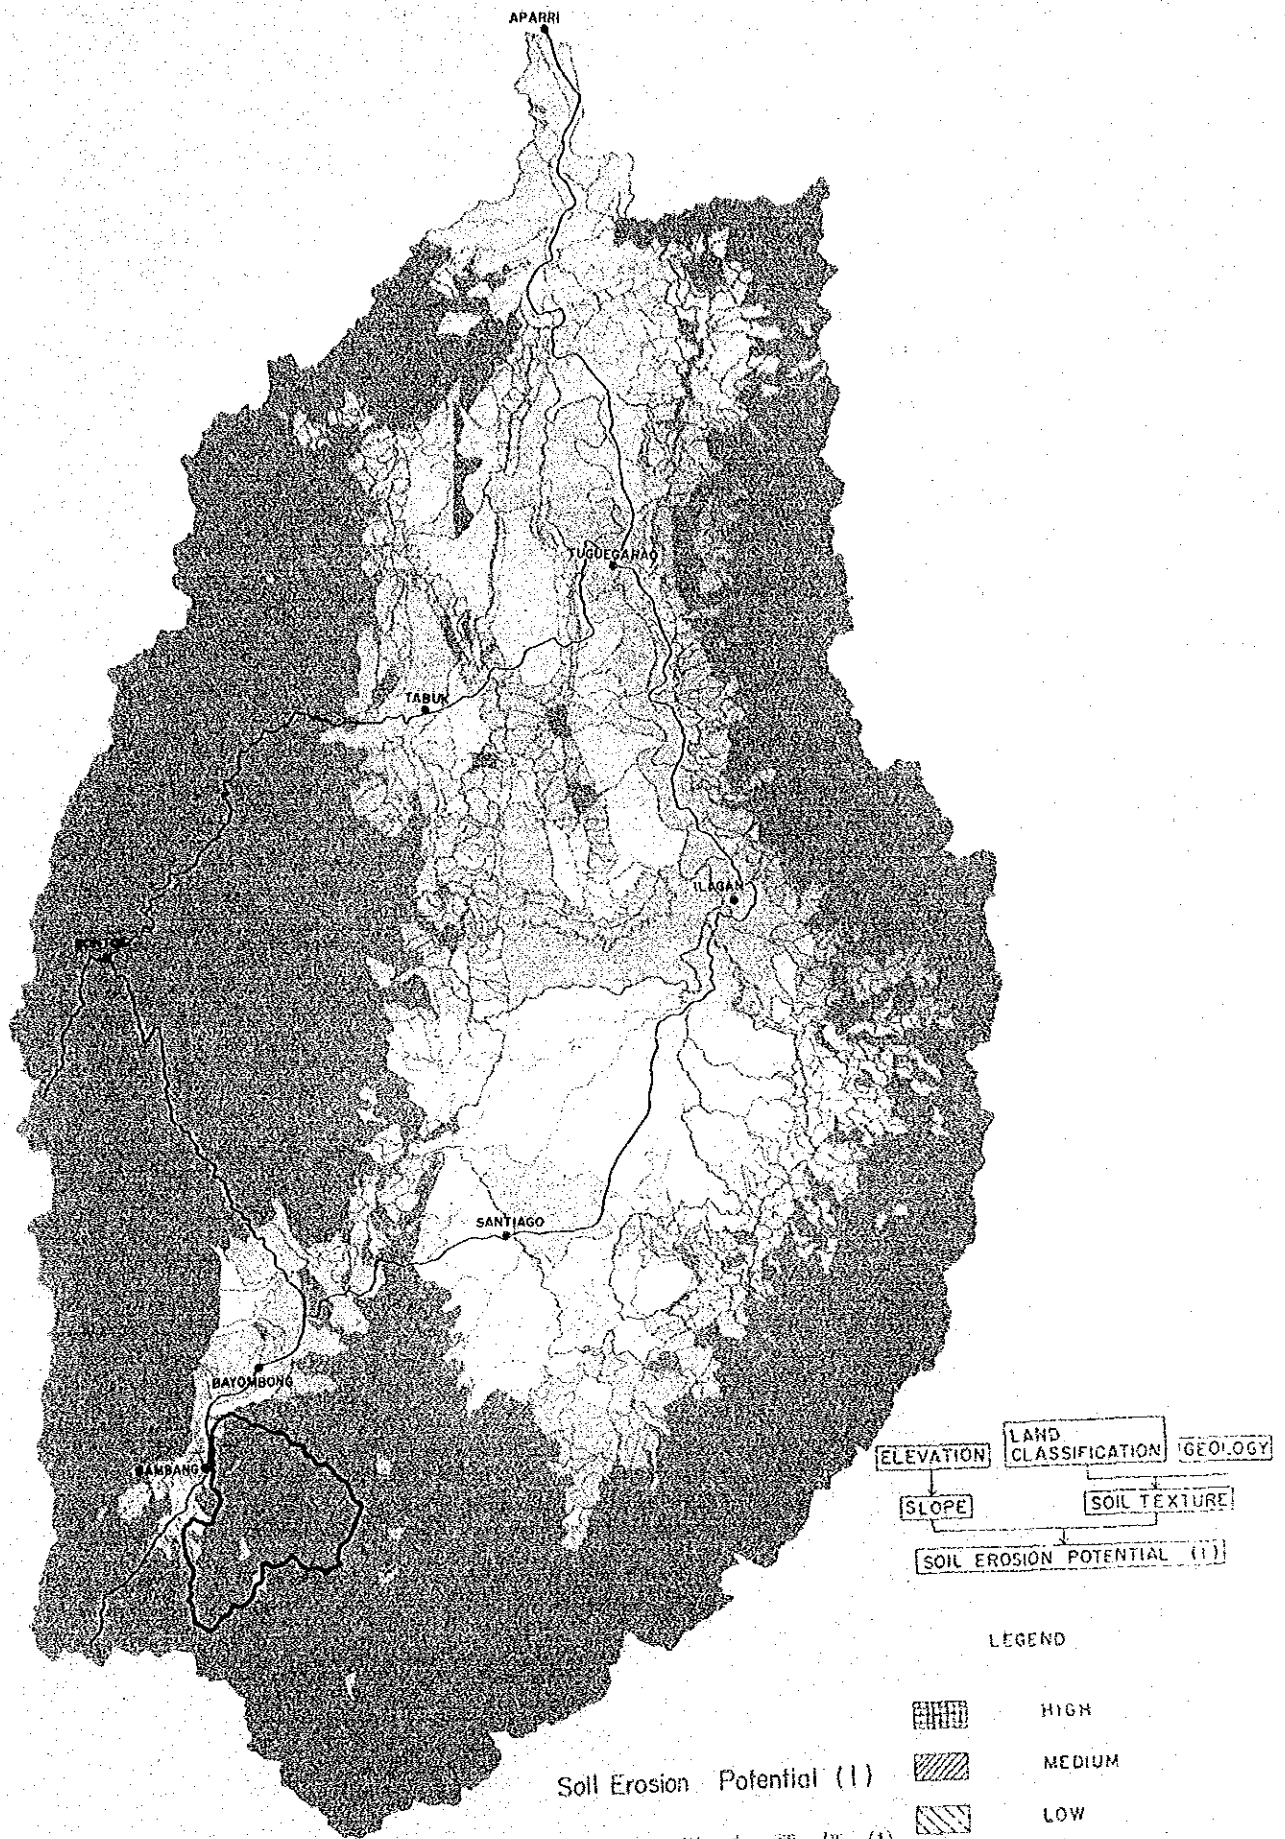 APARRI
TUGUEGARAO
TABUK
ILAGAN
SANTIAGO
BAYOMBONG
BAMBANG
ELEVATION
LAND
CLASSIFICATION
GEOLOGY
SLOPE
SOIL TEXTURE
SOIL EROSION POTENTIAL (I)
LEGEND
HIGH
MEDIUM
LOW
Soil Erosion Potential (I)